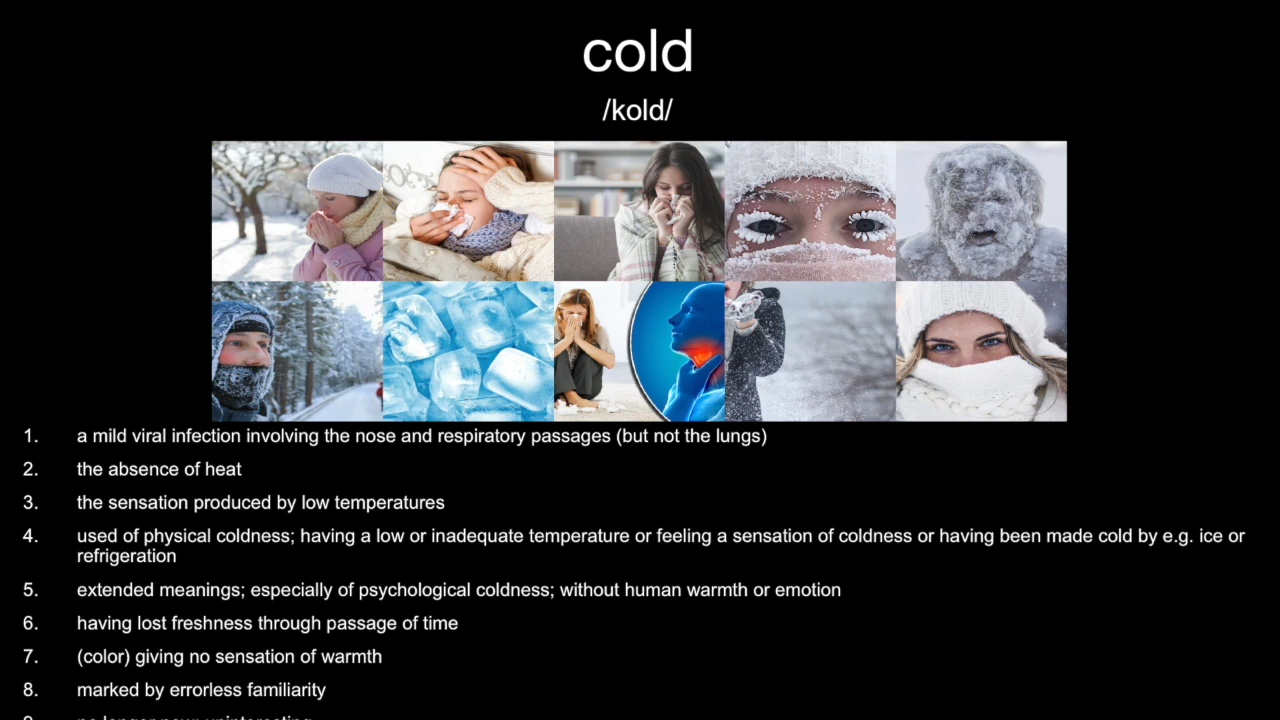 cold
/kold/
1. a mild viral infection involving the nose and respiratory passages (but not the lungs)
2. the absence of heat
3. the sensation produced by low temperatures
4. used of physical coldness; having a low or inadequate temperature or feeling a sensation of coldness or having been made cold by e.g. ice or
refrigeration
5. extended meanings; especially of psychological coldness; without human warmth or emotion
6. having lost freshness through passage of time
7. (color) giving no sensation of warmth
8. marked by errorless familiarity